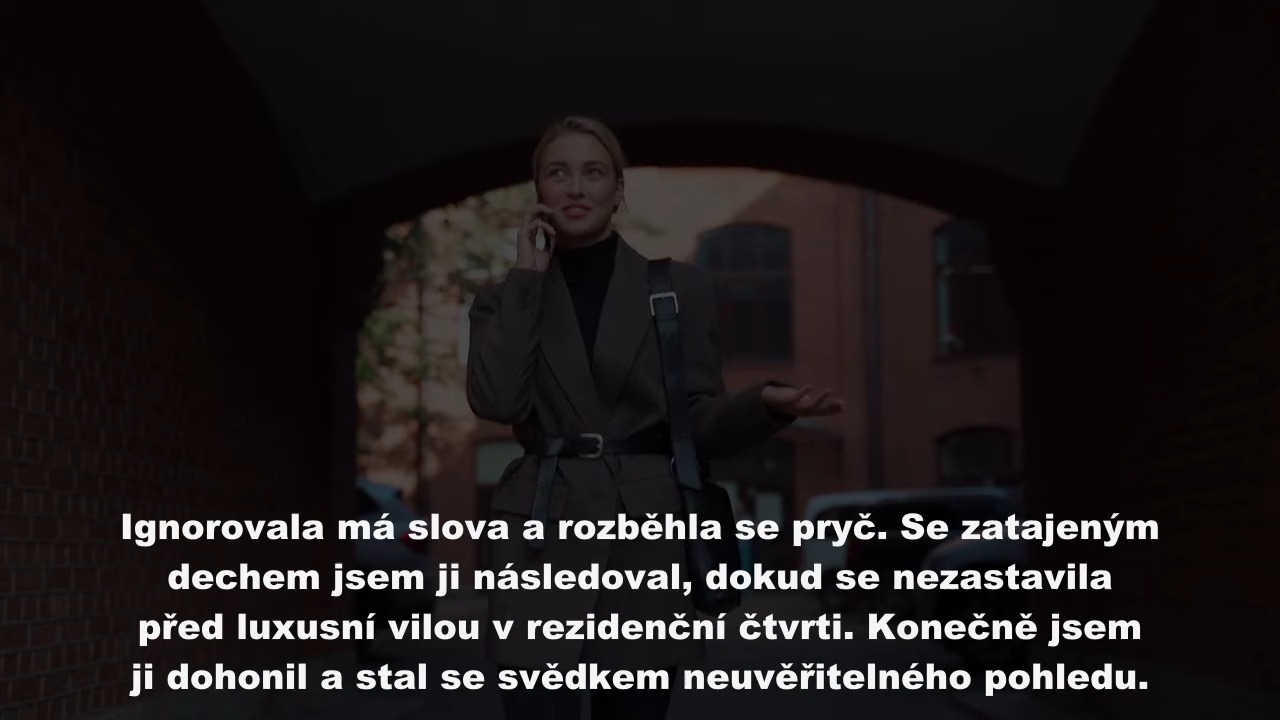 Ignorovala má slova a rozběhla se pryč. Se zatajeným
dechem jsem ji následoval, dokud se nezastavila
před luxusní vilou v rezidenční čtvrti. Konečně jsem
ji dohonil a stal se svědkem neuvěřitelného pohledu.